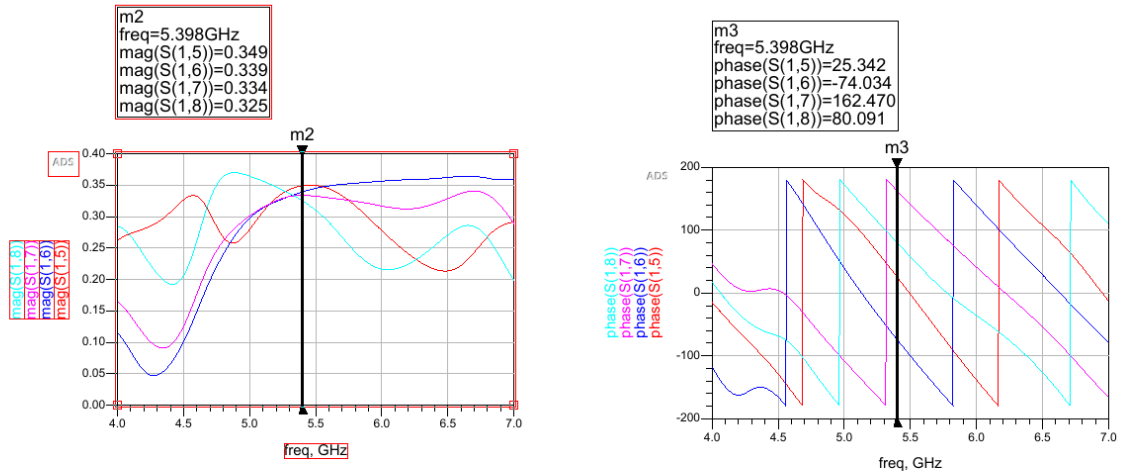 m2
freq=5.398GHz
mag(S(1,5))=0.349
mag(S(1,6))=0.339
mag(S(1,7))=0.334
mag(S(1,8))=0.325
m2
ADS
0.40
0.35
0.30
0.25
0.20
0.15
0.10
0.05
0.00
mag(S(1,8))
mag(S(1,7))
mag(S(1,6))
mag(S(1,5))
4.0 4.5 5.0 5.5 6.0 6.5 7.0
freq, GHz
m3
freq=5.398GHz
phase(S(1,5))=25.342
phase(S(1,6))=-74.034
phase(S(1,7))=162.470
phase(S(1,8))=80.091
m3
ADS
200
100
0
-100
-200
phase(S(1,8))
phase(S(1,7))
phase(S(1,6))
phase(S(1,5))
4.0 4.5 5.0 5.5 6.0 6.5 7.0
freq, GHz